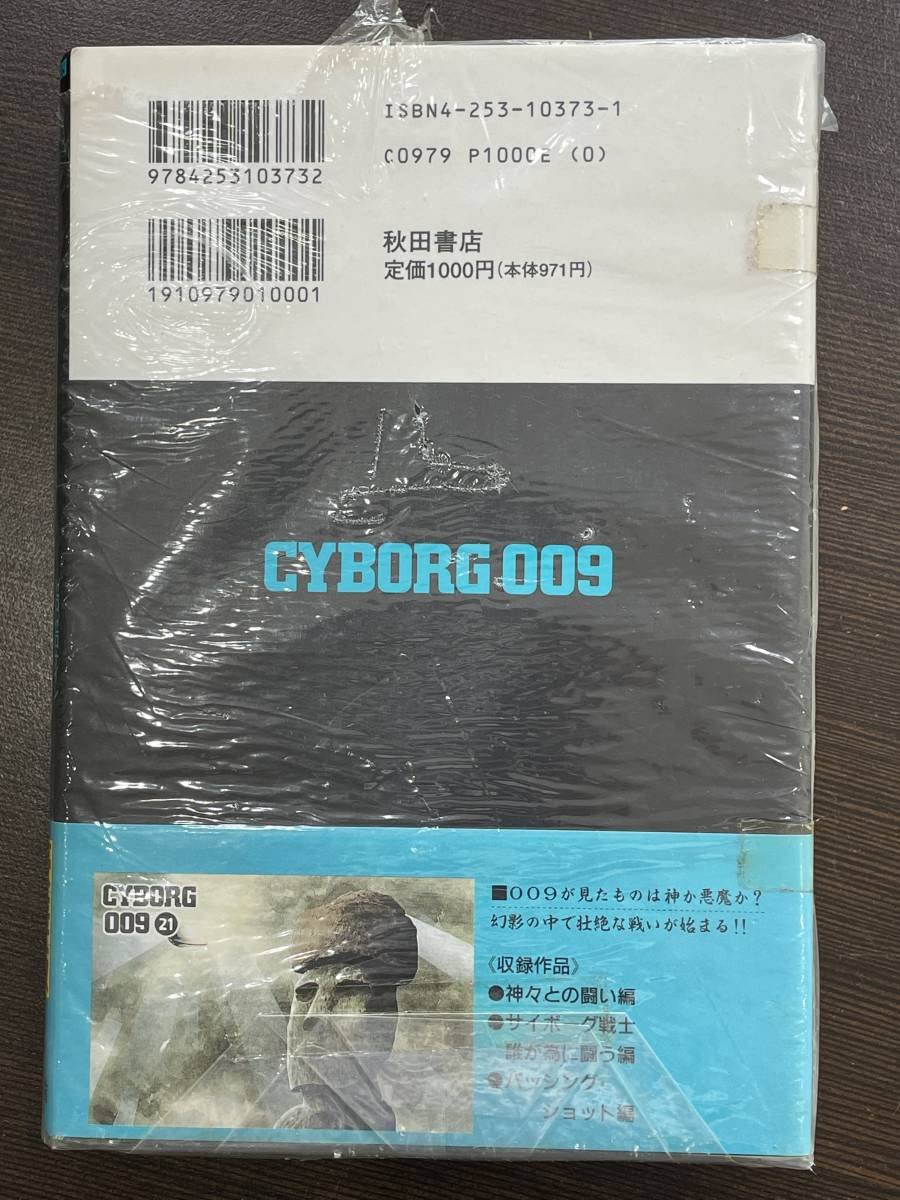 ISBN4-253-10373-1
C0979 P1000E (0)
9784253103732
1910979010001
秋田書店
定価1000円(本体971円)
CYBORG 009
CYBORG
009 21
■009が見たものは神か悪魔か?
幻影の中で壮絶な戦いが始まる!!
《収録作品》
●神々との闘い編
●サイボーグ戦士
誰が為に闘う編
●パッシング・
ショット編